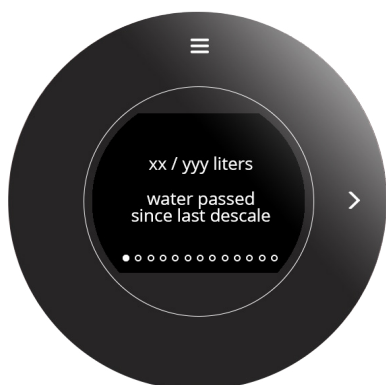 xx / yyy liters
water passed
since last descale